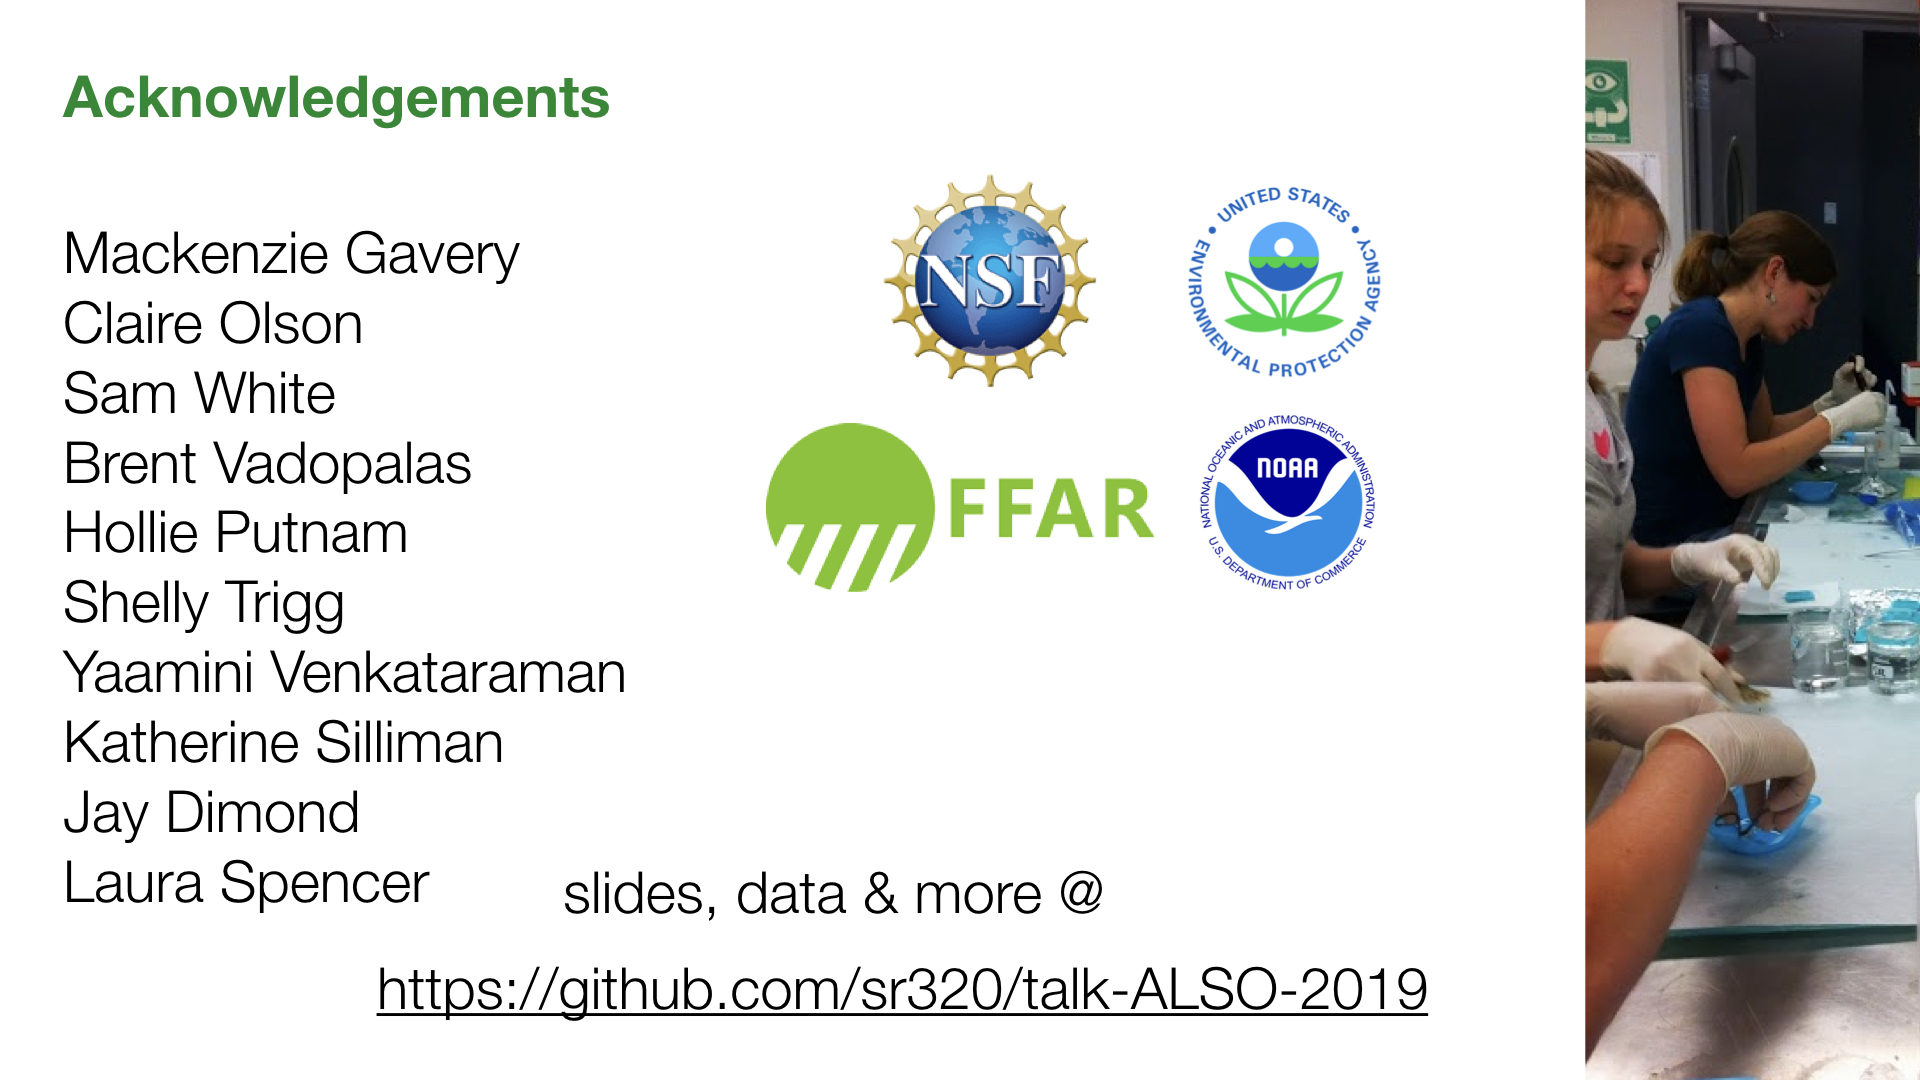 Acknowledgements
Mackenzie Gavery
Claire Olson
Sam White
Brent Vadopalas
Hollie Putnam
Shelly Trigg
Yaamini Venkataraman
Katherine Silliman
Jay Dimond
Laura Spencer
NSF
UNITED STATES
ENVIRONMENTAL PROTECTION AGENCY
FFAR
NATIONAL OCEANIC AND ATMOSPHERIC ADMINISTRATION
NOAA
U.S. DEPARTMENT OF COMMERCE
slides, data & more @
https://github.com/sr320/talk-ALSO-2019